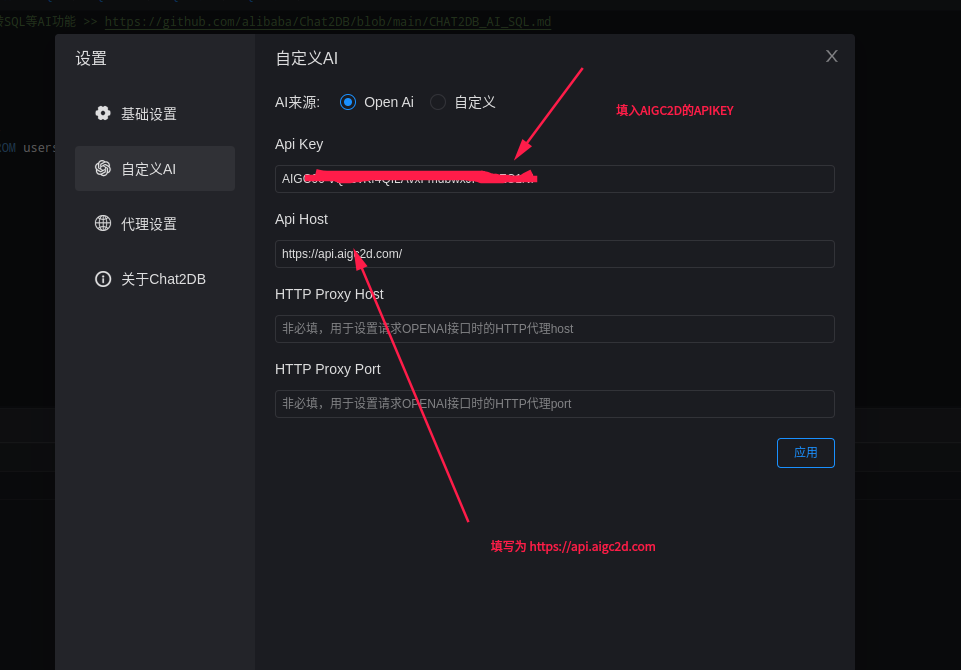 SQL等AI功能 >> https://github.com/alibaba/Chat2DB/blob/main/CHAT2DB_AI_SQL.md
设置
自定义AI
X
AI来源:
Open Ai
自定义
填入AIGC2D的APIKEY
基础设置
Api Key
users
自定义AI
Api Host
代理设置
https://api.aigc2d.com/
关于Chat2DB
HTTP Proxy Host
非必填，用于设置请求OPENAI接口时的HTTP代理host
HTTP Proxy Port
非必填，用于设置请求OPENAI接口时的HTTP代理port
应用
填写为 https://api.aigc2d.com